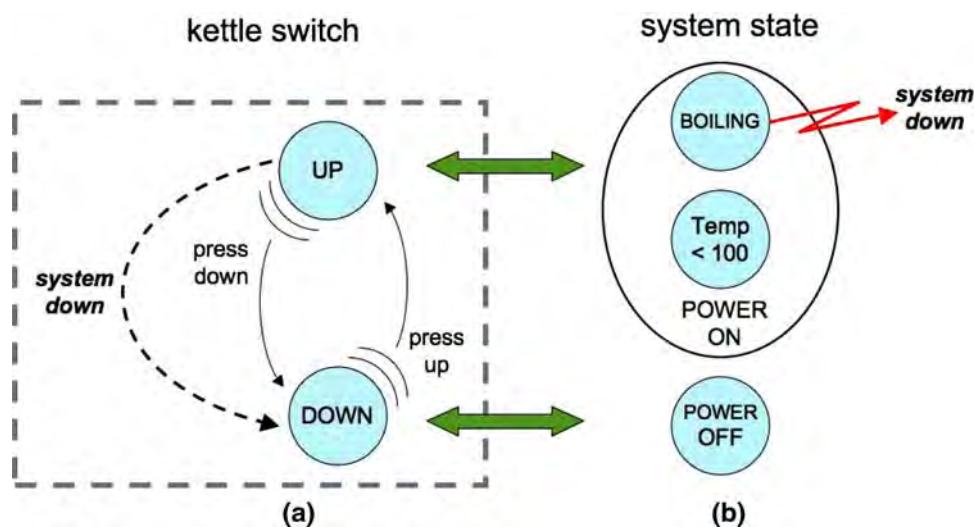 kettle switch
system state
UP
press
down
system
down
press
up
DOWN
(a)
BOILING
system
down
Temp
< 100
POWER
ON
POWER
OFF
(b)